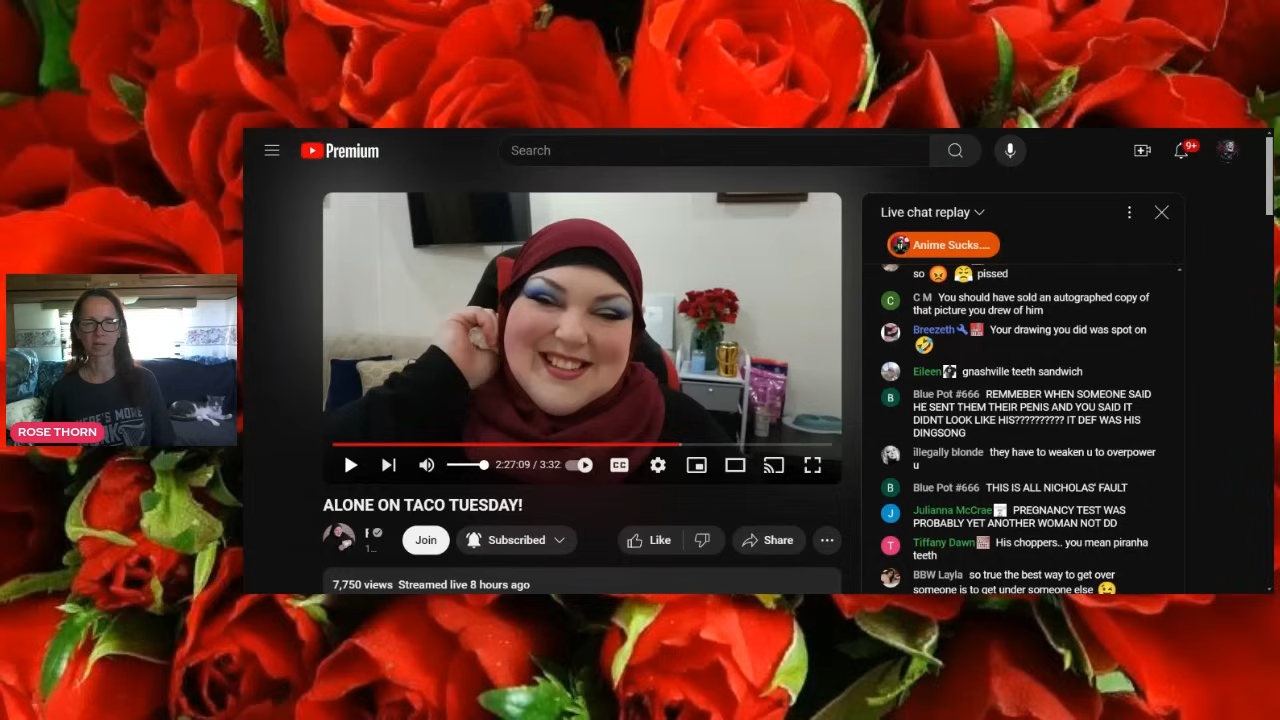 Premium
Search
9+
Live chat replay
Anime Sucks....
so pissed
C M You should have sold an autographed copy of
that picture you drew of him
Breezeth Your drawing you did was spot on
Eileen gnashville teeth sandwich
Blue Pot #666 REMMEBER WHEN SOMEONE SAID
HE SENT THEM THEIR PENIS AND YOU SAID IT
DIDNT LOOK LIKE HIS?????????? IT DEF WAS HIS
DINGSONG
illegally blonde they have to weaken u to overpower
u
Blue Pot #666 THIS IS ALL NICHOLAS' FAULT
Julianna McCrae PREGNANCY TEST WAS
PROBABLY YET ANOTHER WOMAN NOT DD
Tiffany Dawn His choppers.. you mean piranha
teeth
BBW Layla so true the best way to get over
someone is to get under someone else
ROSE THORN
2:27:09 / 3:32
CC
ALONE ON TACO TUESDAY!
F
1...
Join
Subscribed
Like
Share
7,750 views Streamed live 8 hours ago